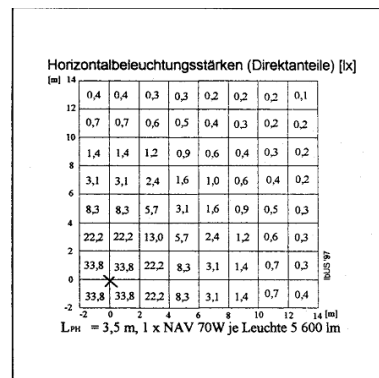 Horizontalbeleuchtungsstärken (Direktanteile) [lx]
[m] 14
0,4 0,4 0,3 0,3 0,2 0,2 0,2 0,1
12
0,7 0,7 0,6 0,5 0,4 0,3 0,2 0,2
10
1,4 1,4 1,2 0,9 0,6 0,4 0,3 0,2
8
3,1 3,1 2,4 1,6 1,0 0,6 0,4 0,2
6
8,3 8,3 5,7 3,1 1,6 0,9 0,5 0,3
4
22,2 22,2 13,0 5,7 2,4 1,2 0,6 0,3
2
33,8 33,8 22,2 8,3 3,1 1,4 0,7 0,3
0
33,8 33,8 22,2 8,3 3,1 1,4 0,7 0,4
-2
-2 0 2 4 6 8 10 12 14 [m]
IbUS '97
LPH = 3,5 m, 1 x NAV 70W je Leuchte 5 600 lm